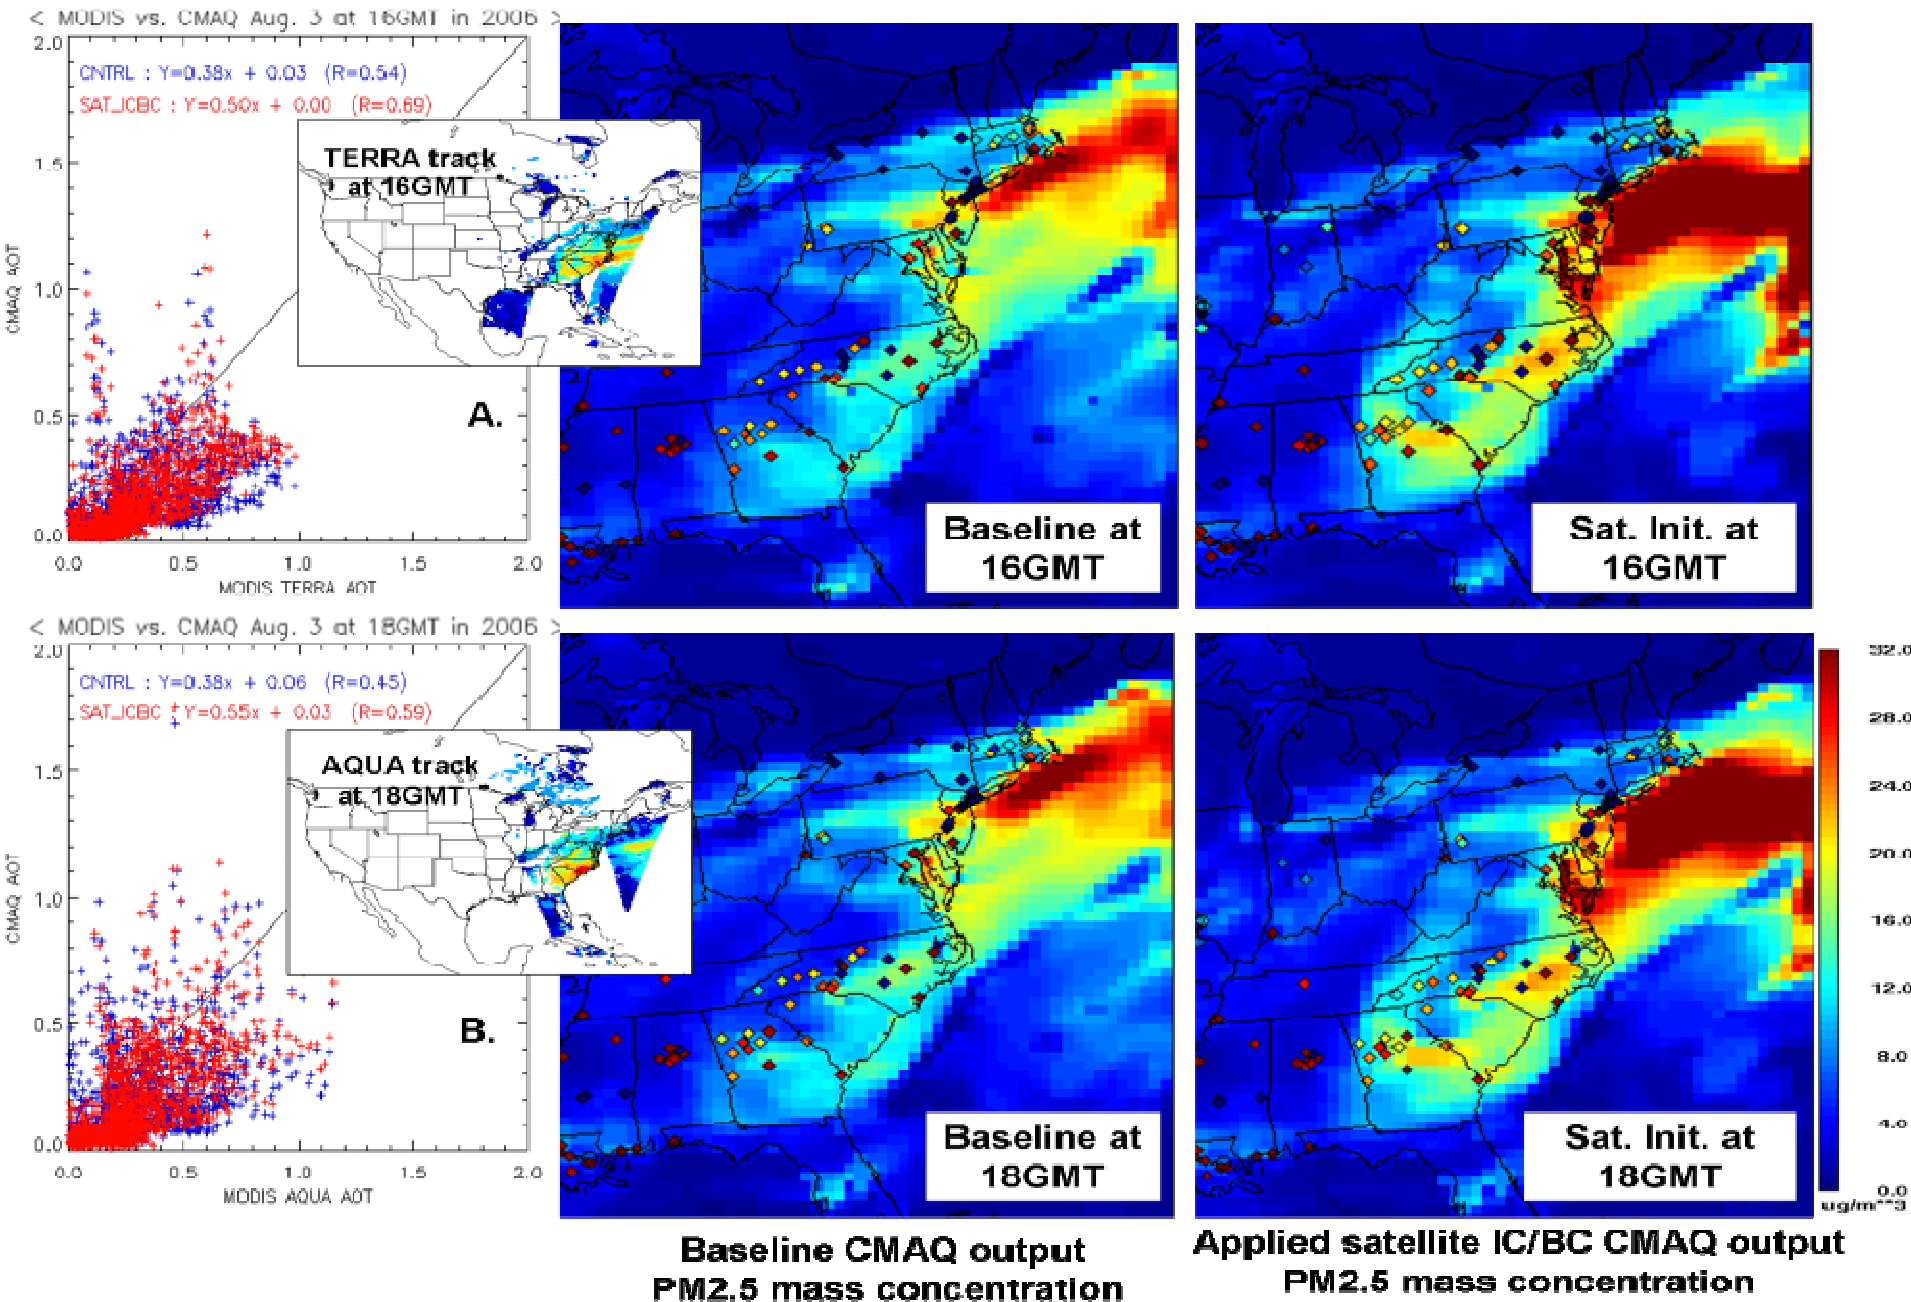 < MODIS vs. CMAQ Aug. 3 at 16GMT in 2006 >
2.0
CNTRL : Y=0.38x + 0.03 (R=0.54)
SAT_ICBC : Y=0.50x + 0.00 (R=0.69)
TERRA track
at 16GMT
1.5
1.0
0.5
0.0
CMAQ AOT
A.
0.0 0.5 1.0 1.5 2.0
MODIS TERRA AOT
Baseline at
16GMT
Sat. Init. at
16GMT
< MODIS vs. CMAQ Aug. 3 at 18GMT in 2006 >
2.0
CNTRL : Y=0.38x + 0.06 (R=0.45)
SAT_ICBC : Y=0.55x + 0.03 (R=0.59)
AQUA track
at 18GMT
1.5
1.0
0.5
0.0
CMAQ AOT
B.
0.0 0.5 1.0 1.5 2.0
MODIS AQUA AOT
Baseline at
18GMT
Sat. Init. at
18GMT
32.0
28.0
24.0
20.0
16.0
12.0
8.0
4.0
0.0
ug/m**3
Baseline CMAQ output
PM2.5 mass concentration
Applied satellite IC/BC CMAQ output
PM2.5 mass concentration